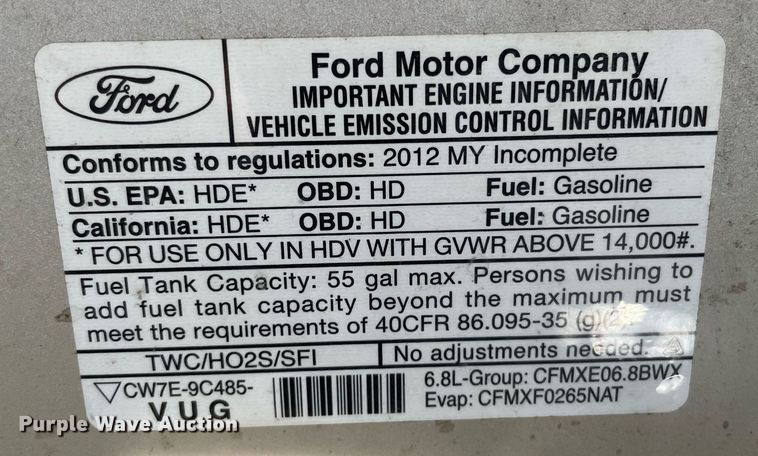 Ford
Ford Motor Company
IMPORTANT ENGINE INFORMATION/
VEHICLE EMISSION CONTROL INFORMATION
Conforms to regulations: 2012 MY Incomplete
U.S. EPA: HDE* OBD: HD Fuel: Gasoline
California: HDE* OBD: HD Fuel: Gasoline
* FOR USE ONLY IN HDV WITH GVWR ABOVE 14,000#.
Fuel Tank Capacity: 55 gal max. Persons wishing to
add fuel tank capacity beyond the maximum must
meet the requirements of 40CFR 86.095-35 (g)(2).
TWC/HO2S/SFI No adjustments needed.
CW7E-9C485- 6.8L-Group: CFMXE06.8BWX
VUG Evap: CFMXF0265NAT
Purple Wave Auction